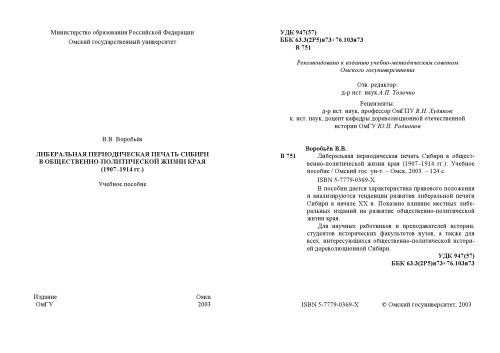 Министерство образования Российской Федерации
Омский государственный университет
В.В. Воробьёв
ЛИБЕРАЛЬНАЯ ПЕРИОДИЧЕСКАЯ ПЕЧАТЬ СИБИРИ
В ОБЩЕСТВЕННО-ПОЛИТИЧЕСКОЙ ЖИЗНИ КРАЯ
(1907–1914 гг.)
Учебное пособие
Издание
ОмГУ
Омск
2003
УДК 947(57)
ББК 63.3(2Р5)я73+76.103я73
В 751
Рекомендовано к изданию учебно-методическим советом
Омского госуниверситета
Отв. редактор:
д-р ист. наук А.П. Толочко
Рецензенты:
д-р ист. наук, профессор ОмГПУ В.Н. Худяков;
к. ист. наук, доцент кафедры дореволюционной отечественной
истории ОмГУ Ю.П. Родионов
Воробьёв В.В.
В 751 Либеральная периодическая печать Сибири в общест-
венно-политической жизни края (1907–1914 гг.): Учебное
пособие / Омский гос. ун-т. – Омск, 2003. – 124 с.
ISBN 5-7779-0369-X
В пособии дается характеристика правового положения
и анализируются тенденции развития либеральной печати
Сибири в начале XX в. Показано влияние местных либе-
ральных изданий на развитие общественно-политической
жизни края.
Для научных работников и преподавателей истории,
студентов исторических факультетов вузов, а также для
всех, интересующихся общественно-политической истори-
ей дореволюционной Сибири.
УДК 947(57)
ББК 63.3(2Р5)я73+76.103я73
ISBN 5-7779-0369-X
© Омский госуниверситет, 2003